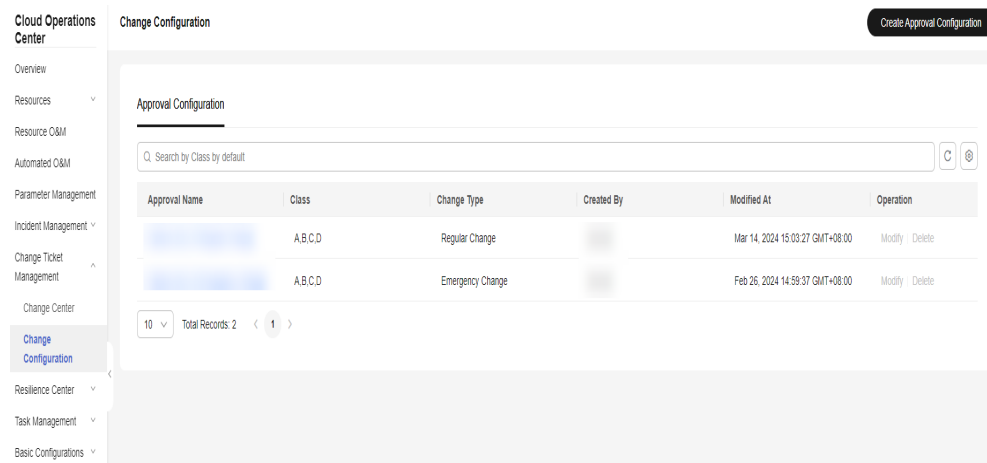 Cloud Operations
Center
Overview
Resources
Resource O&M
Automated O&M
Parameter Management
Incident Management
Change Ticket
Management
Change Center
Change
Configuration
Resilience Center
Task Management
Basic Configurations
Change Configuration
Create Approval Configuration
Approval Configuration
Search by Class by default
Approval Name Class Change Type Created By Modified At Operation
A,B,C,D Regular Change Mar 14, 2024 15:03:27 GMT+08:00 Modify Delete
A,B,C,D Emergency Change Feb 26, 2024 14:59:37 GMT+08:00 Modify Delete
10 Total Records: 2 < 1 >